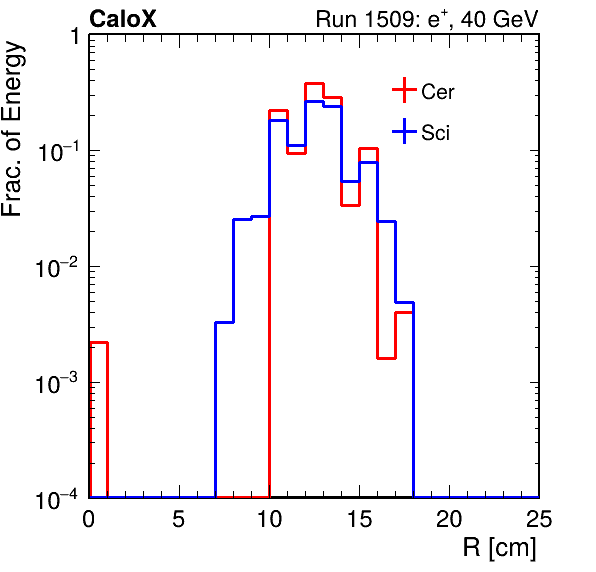 CaloX Run 1509: e⁺, 40 GeV
Frac. of Energy
1
10⁻¹
10⁻²
10⁻³
10⁻⁴
Cer
Sci
0 5 10 15 20 25
R [cm]